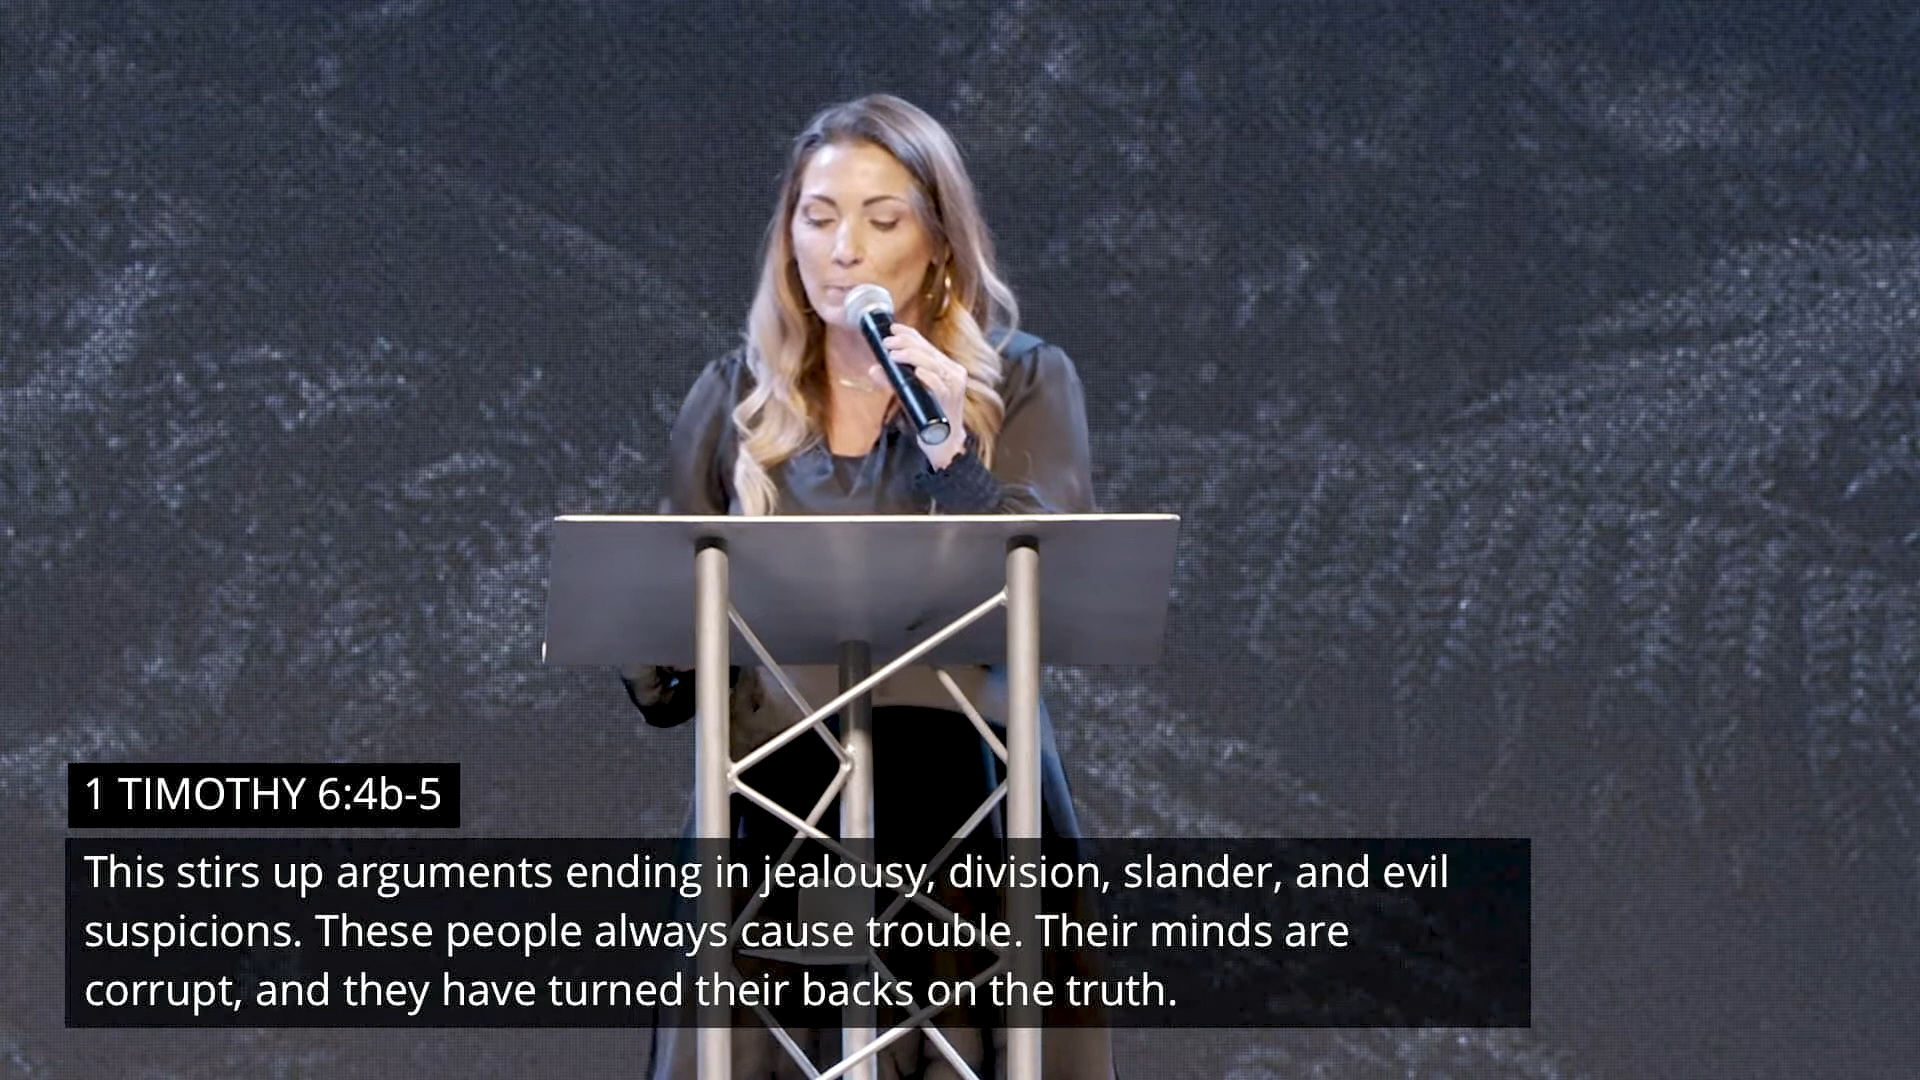 1 TIMOTHY 6:4b-5
This stirs up arguments ending in jealousy, division, slander, and evil
suspicions. These people always cause trouble. Their minds are
corrupt, and they have turned their backs on the truth.